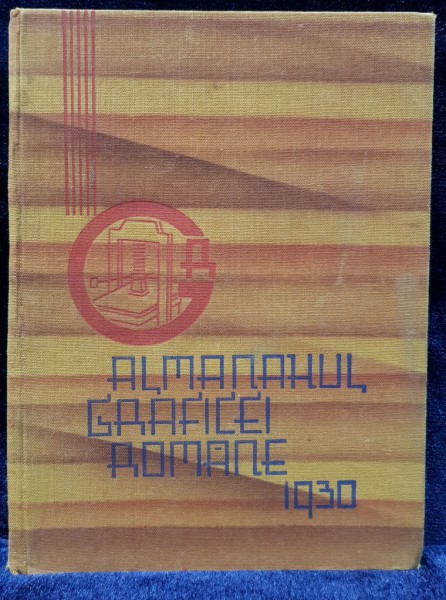 ALMANAHUL
GRAFICEI
ROMANE
1930